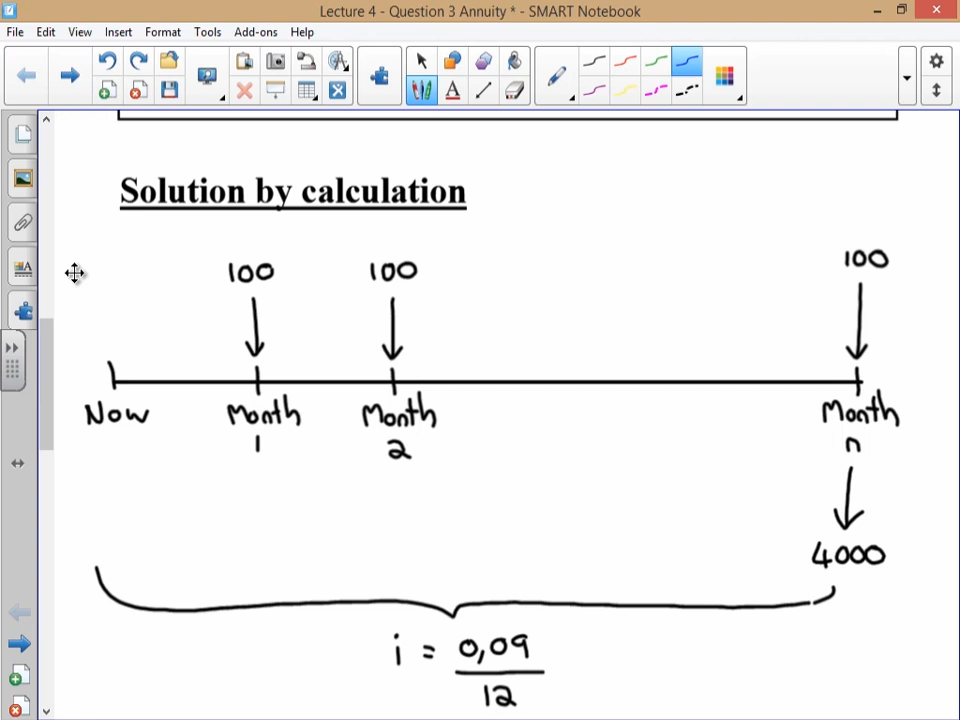 Lecture 4 - Question 3 Annuity * - SMART Notebook
File Edit View Insert Format Tools Add-ons Help
Solution by calculation
100 100 100
Now Month 1 Month 2 Month n
4000
i = 0,09
12